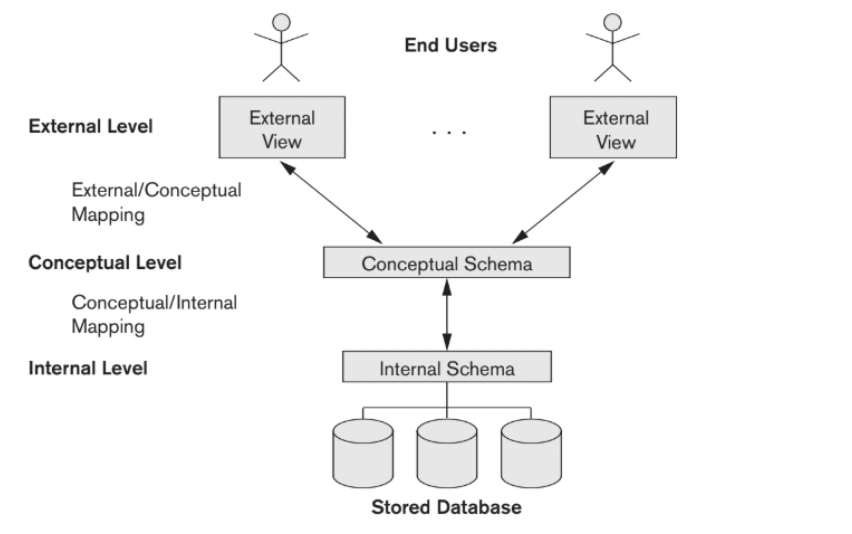 End Users
External Level
External
View
. . .
External
View
External/Conceptual
Mapping
Conceptual Level
Conceptual Schema
Conceptual/Internal
Mapping
Internal Level
Internal Schema
Stored Database